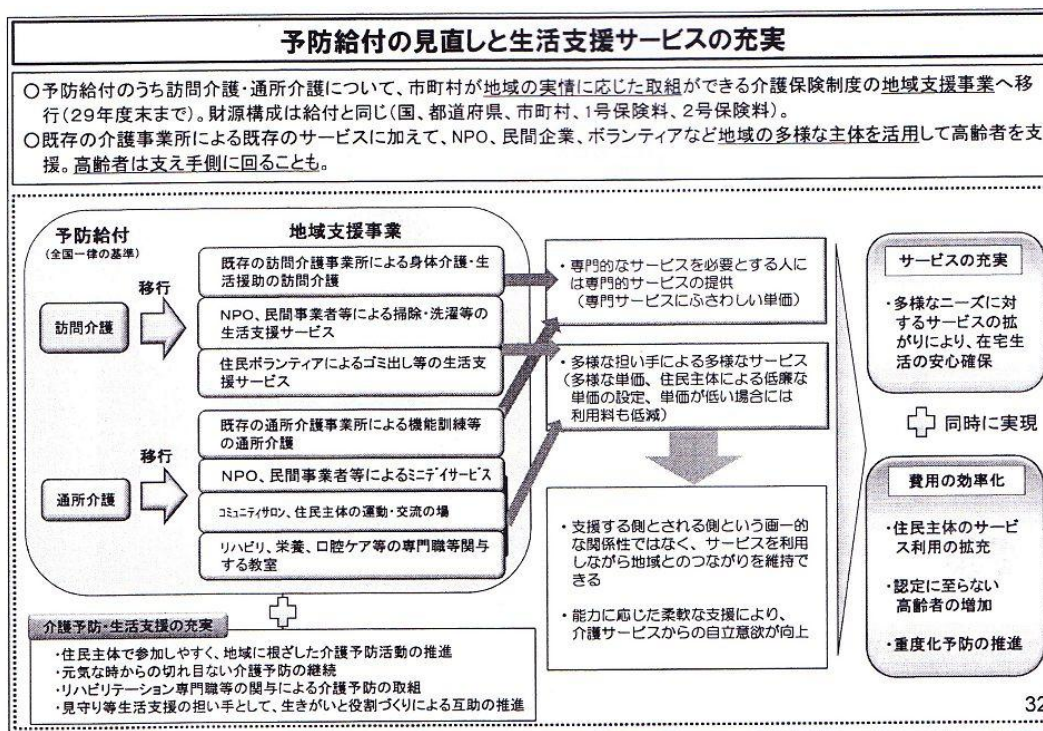 予防給付の見直しと生活支援サービスの充実
○予防給付のうち訪問介護・通所介護について、市町村が地域の実情に応じた取組ができる介護保険制度の地域支援事業へ移
行(29年度末まで)。財源構成は給付と同じ(国、都道府県、市町村、1号保険料、2号保険料)。
○既存の介護事業所による既存のサービスに加えて、NPO、民間企業、ボランティアなど地域の多様な主体を活用して高齢者を支
援。高齢者は支え手側に回ることも。
予防給付
(全国一律の基準)
地域支援事業
移行
訪問介護
既存の訪問介護事業所による身体介護・生
活援助の訪問介護
NPO、民間事業者等による掃除・洗濯等の
生活支援サービス
住民ボランティアによるゴミ出し等の生活支
援サービス
移行
通所介護
既存の通所介護事業所による機能訓練等
の通所介護
NPO、民間事業者等によるミニデイサービス
コミュニティサロン、住民主体の運動・交流の場
リハビリ、栄養、口腔ケア等の専門職等関与
する教室
介護予防・生活支援の充実
・住民主体で参加しやすく、地域に根ざした介護予防活動の推進
・元気な時からの切れ目ない介護予防の継続
・リハビリテーション専門職等の関与による介護予防の取組
・見守り等生活支援の担い手として、生きがいと役割づくりによる互助の推進
・専門的なサービスを必要とする人に
は専門的サービスの提供
(専門サービスにふさわしい単価)
・多様な担い手による多様なサービス
(多様な単価、住民主体による低廉な
単価の設定、単価が低い場合には
利用料も低減)
・支援する側とされる側という画一的
な関係性ではなく、サービスを利用
しながら地域とのつながりを維持で
きる
・能力に応じた柔軟な支援により、
介護サービスからの自立意欲が向上
サービスの充実
・多様なニーズに対
するサービスの拡
がりにより、在宅生
活の安心確保
同時に実現
費用の効率化
・住民主体のサービ
ス利用の拡充
・認定に至らない
高齢者の増加
・重度化予防の推進
32